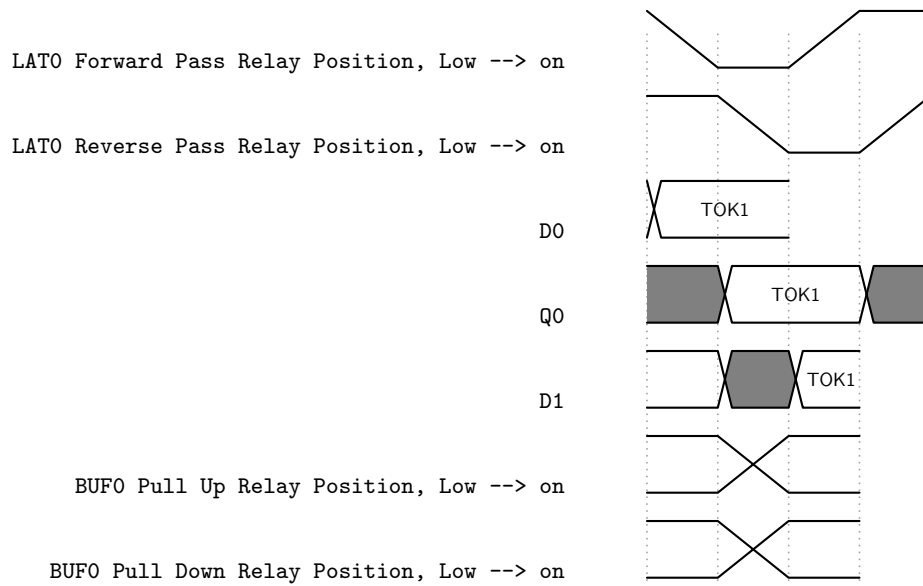 LAT0 Forward Pass Relay Position, Low --> on
LAT0 Reverse Pass Relay Position, Low --> on
TOK1
D0
TOK1
Q0
TOK1
D1
BUF0 Pull Up Relay Position, Low --> on
BUF0 Pull Down Relay Position, Low --> on